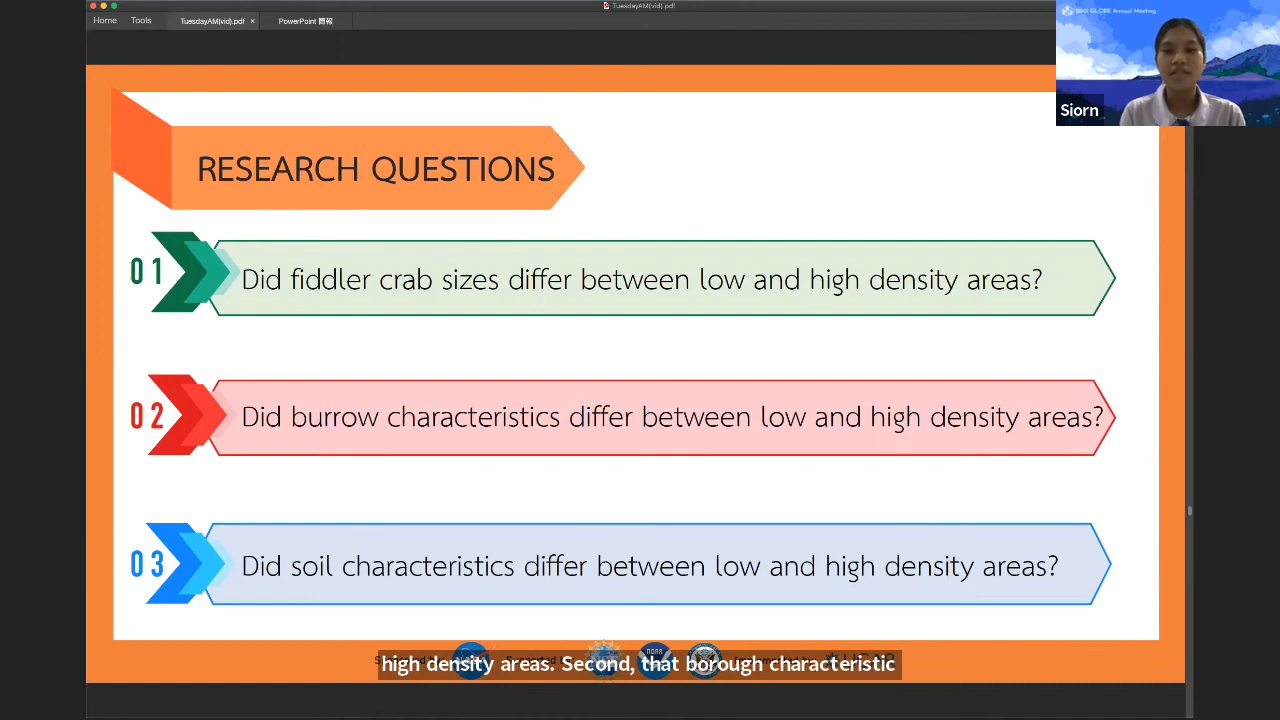 TuesdayAM(vid).pdf
Home Tools TuesdayAM(vid).pdf × PowerPoint 簡報
2021 GLOBE Annual Meeting
Siorn
RESEARCH QUESTIONS
01 Did fiddler crab sizes differ between low and high density areas?
02 Did burrow characteristics differ between low and high density areas?
03 Did soil characteristics differ between low and high density areas?
high density areas. Second, that borough characteristic